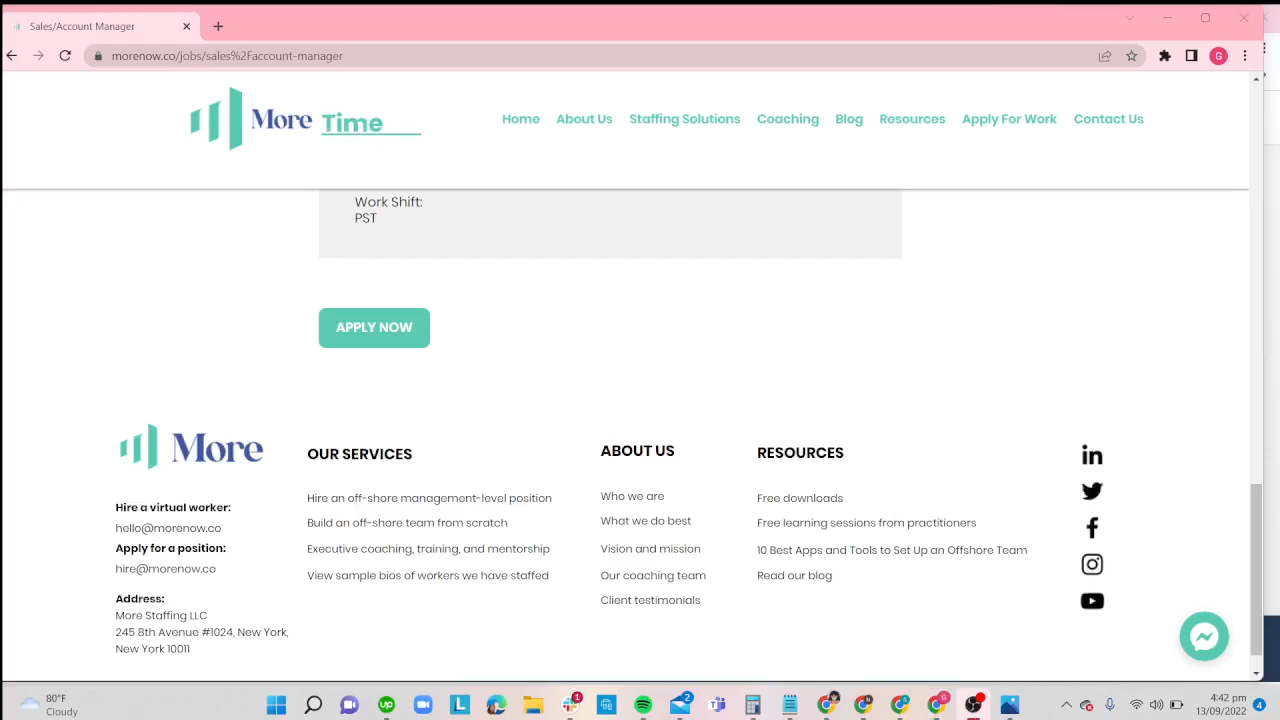 Sales/Account Manager
morenow.co/jobs/sales%2Faccount-manager
G
More Time
Home About Us Staffing Solutions Coaching Blog Resources Apply For Work Contact Us
Work Shift:
PST
APPLY NOW
More
Hire a virtual worker:
hello@morenow.co
Apply for a position:
hire@morenow.co
Address:
More Staffing LLC
245 8th Avenue #1024, New York,
New York 10011
OUR SERVICES
Hire an off-shore management-level position
Build an off-shore team from scratch
Executive coaching, training, and mentorship
View sample bios of workers we have staffed
ABOUT US
Who we are
What we do best
Vision and mission
Our coaching team
Client testimonials
RESOURCES
Free downloads
Free learning sessions from practitioners
10 Best Apps and Tools to Set Up an Offshore Team
Read our blog
in
80°F
Cloudy
up
L
1
2
G
4:42 pm
13/09/2022
4